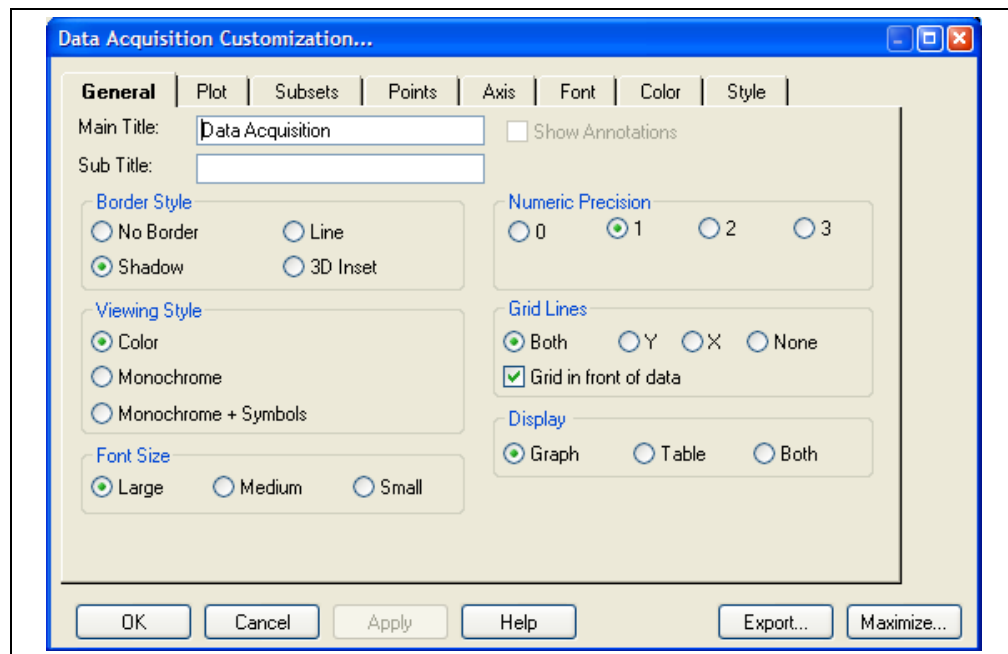 Data Acquisition Customization...
General Plot Subsets Points Axis Font Color Style
Main Title: Data Acquisition Show Annotations
Sub Title:
Border Style
No Border Line
Shadow 3D Inset
Numeric Precision
0 1 2 3
Viewing Style
Color
Monochrome
Monochrome + Symbols
Grid Lines
Both Y X None
Grid in front of data
Font Size
Large Medium Small
Display
Graph Table Both
OK Cancel Apply Help Export... Maximize...